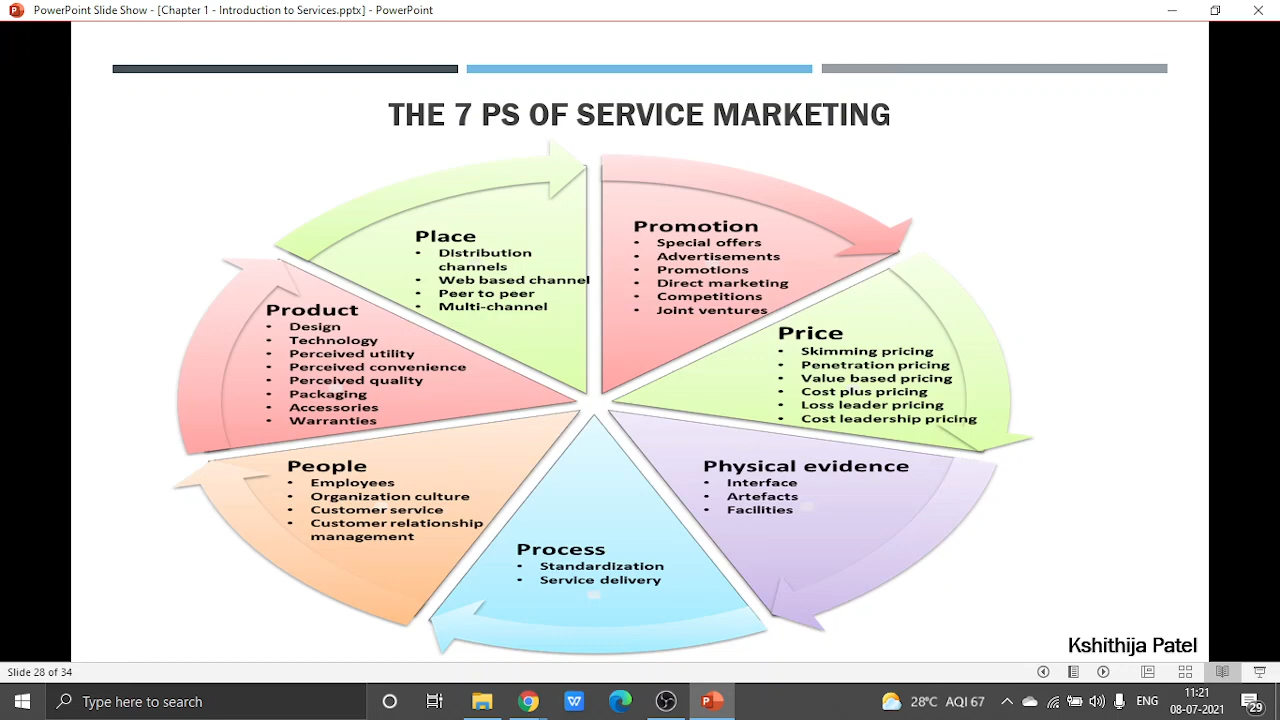 PowerPoint Slide Show - [Chapter 1 - Introduction to Services.pptx] - PowerPoint
THE 7 PS OF SERVICE MARKETING
Place
• Distribution
channels
• Web based channel
• Peer to peer
• Multi-channel
Promotion
• Special offers
• Advertisements
• Promotions
• Direct marketing
• Competitions
• Joint ventures
Product
• Design
• Technology
• Perceived utility
• Perceived convenience
• Perceived quality
• Packaging
• Accessories
• Warranties
Price
• Skimming pricing
• Penetration pricing
• Value based pricing
• Cost plus pricing
• Loss leader pricing
• Cost leadership pricing
People
• Employees
• Organization culture
• Customer service
• Customer relationship
management
Physical evidence
• Interface
• Artefacts
• Facilities
Process
• Standardization
• Service delivery
Kshithija Patel
Slide 28 of 34
Type here to search
28°C AQI 67
ENG
11:21
08-07-2021
29